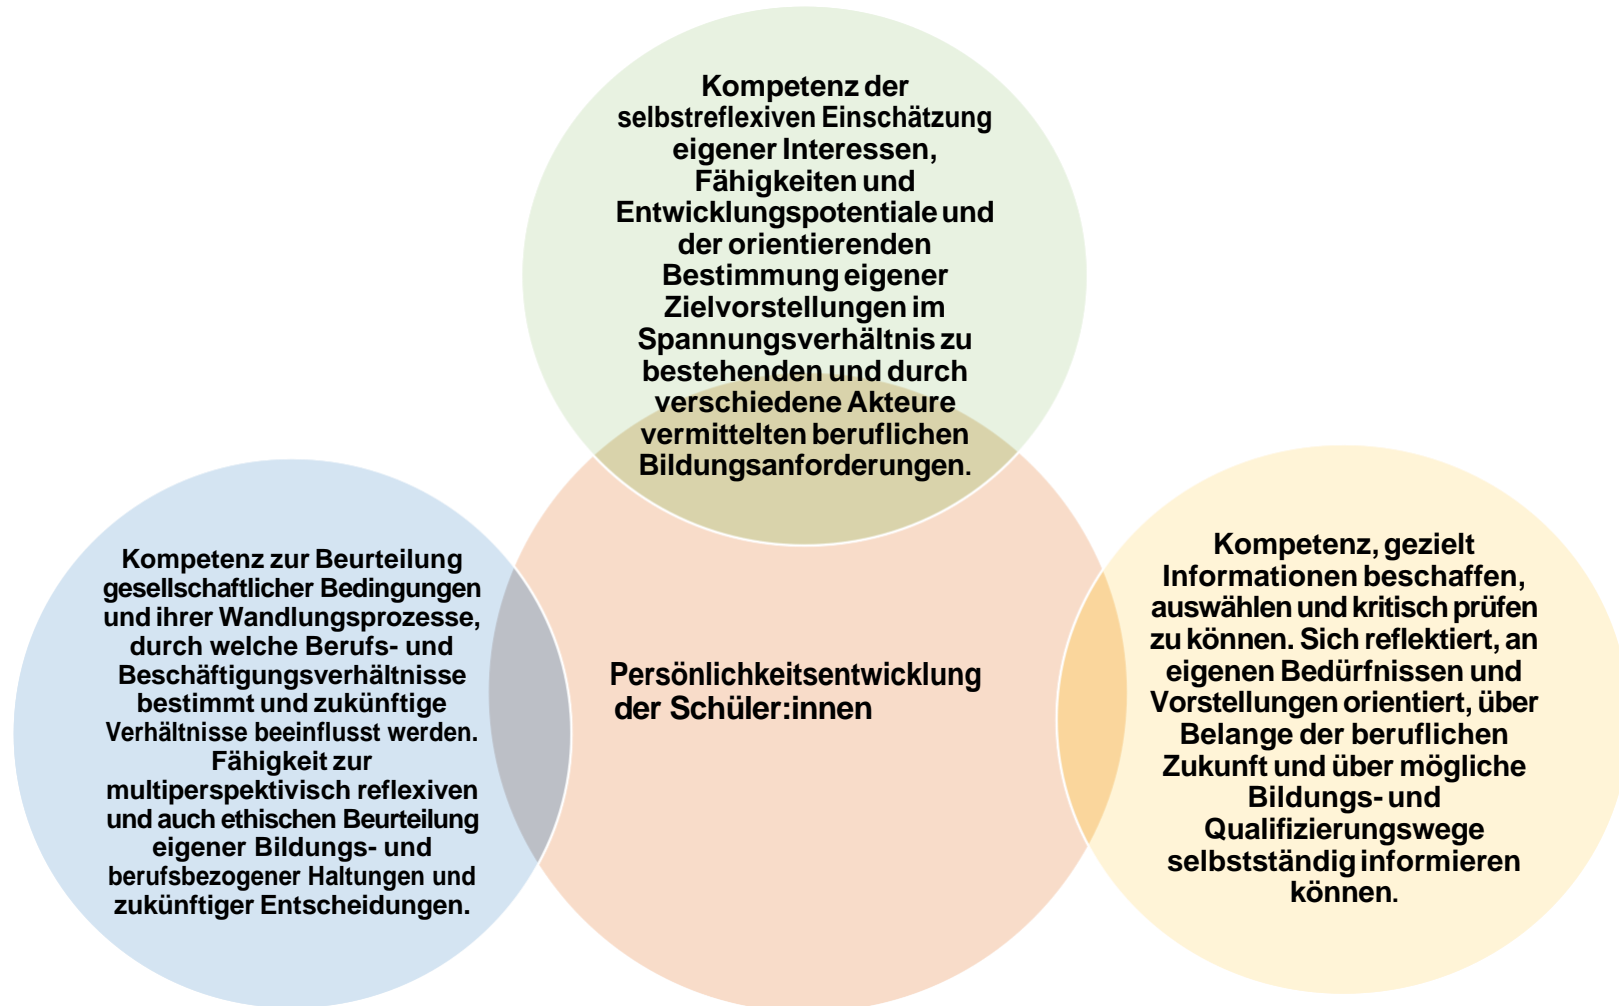 Kompetenz der
selbstreflexiven Einschätzung
eigener Interessen,
Fähigkeiten und
Entwicklungspotentiale und
der orientierenden
Bestimmung eigener
Zielvorstellungen im
Spannungsverhältnis zu
bestehenden und durch
verschiedene Akteure
vermittelten beruflichen
Bildungsanforderungen.
Kompetenz zur Beurteilung
gesellschaftlicher Bedingungen
und ihrer Wandlungsprozesse,
durch welche Berufs- und
Beschäftigungsverhältnisse
bestimmt und zukünftige
Verhältnisse beeinflusst werden.
Fähigkeit zur
multiperspektivisch reflexiven
und auch ethischen Beurteilung
eigener Bildungs- und
berufsbezogener Haltungen und
zukünftiger Entscheidungen.
Persönlichkeitsentwicklung
der Schüler:innen
Kompetenz, gezielt
Informationen beschaffen,
auswählen und kritisch prüfen
zu können. Sich reflektiert, an
eigenen Bedürfnissen und
Vorstellungen orientiert, über
Belange der beruflichen
Zukunft und über mögliche
Bildungs- und
Qualifizierungswege
selbstständig informieren
können.